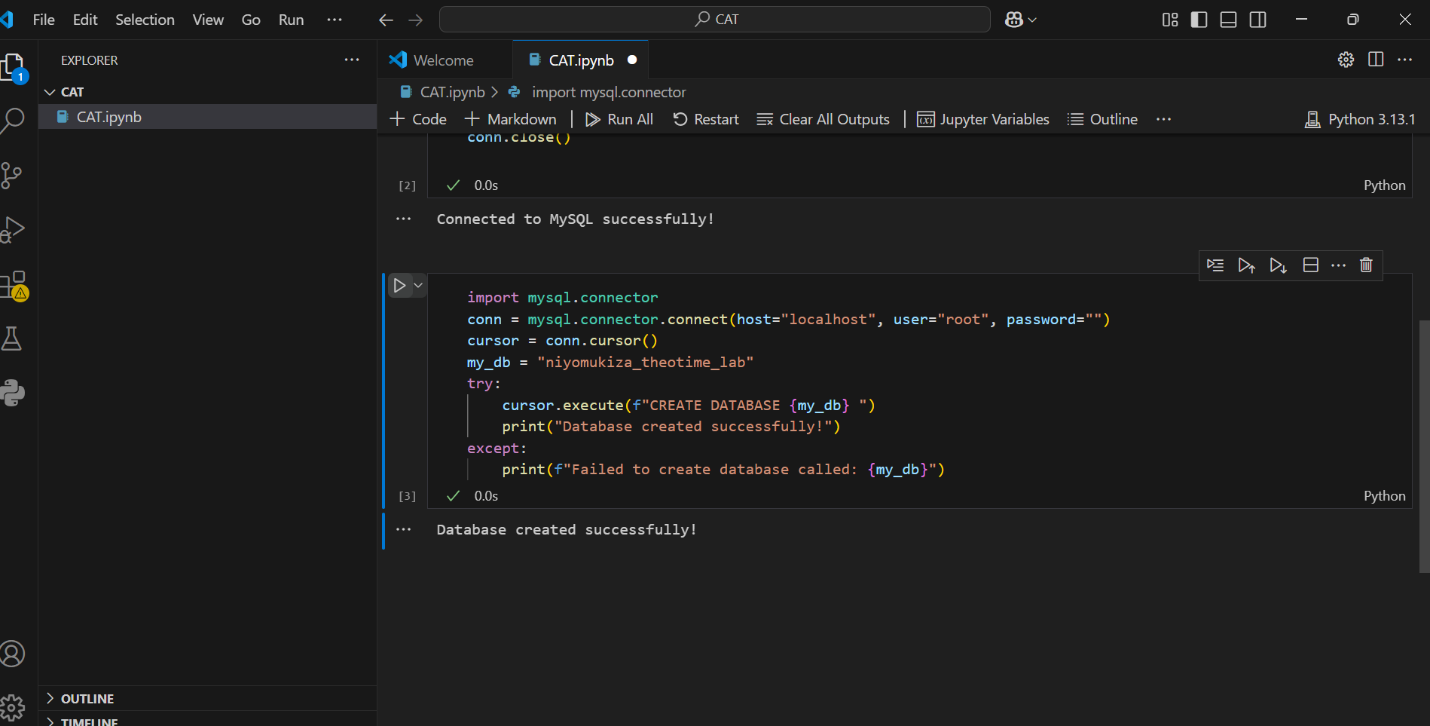 File Edit Selection View Go Run ···
CAT
EXPLORER ···
1
CAT
CAT.ipynb
OUTLINE
TIMELINE
Welcome
CAT.ipynb
CAT.ipynb > import mysql.connector
+ Code + Markdown | Run All Restart Clear All Outputs | Jupyter Variables Outline ··· Python 3.13.1
conn.close()
[2] ✓ 0.0s Python
··· Connected to MySQL successfully!
import mysql.connector
conn = mysql.connector.connect(host="localhost", user="root", password="")
cursor = conn.cursor()
my_db = "niyomukiza_theotime_lab"
try:
    cursor.execute(f"CREATE DATABASE {my_db} ")
    print("Database created successfully!")
except:
    print(f"Failed to create database called: {my_db}")
[3] ✓ 0.0s Python
··· Database created successfully!